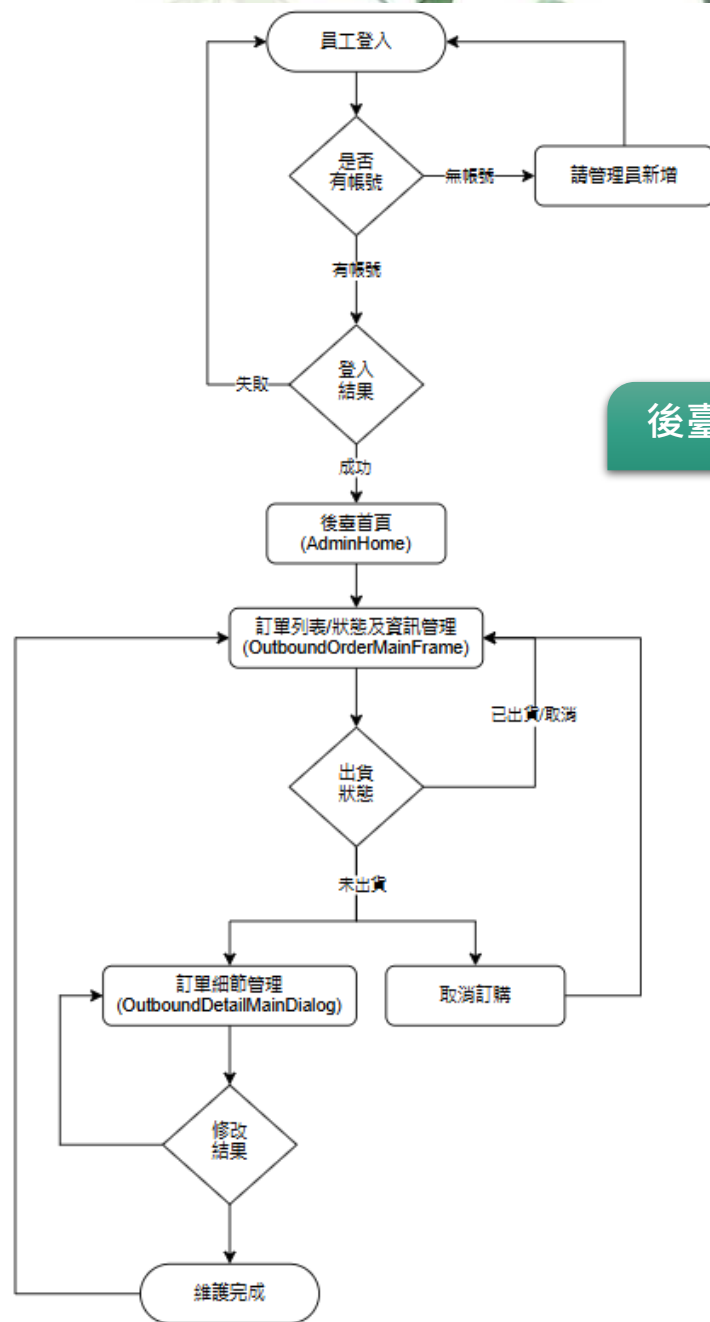 員工登入
是否
有帳號
無帳號
請管理員新增
有帳號
登入
結果
失敗
後臺
成功
後臺首頁
(AdminHome)
訂單列表/狀態及資訊管理
(OutboundOrderMainFrame)
已出貨/取消
出貨
狀態
未出貨
訂單細節管理
(OutboundDetailMainDialog)
取消訂購
修改
結果
維護完成